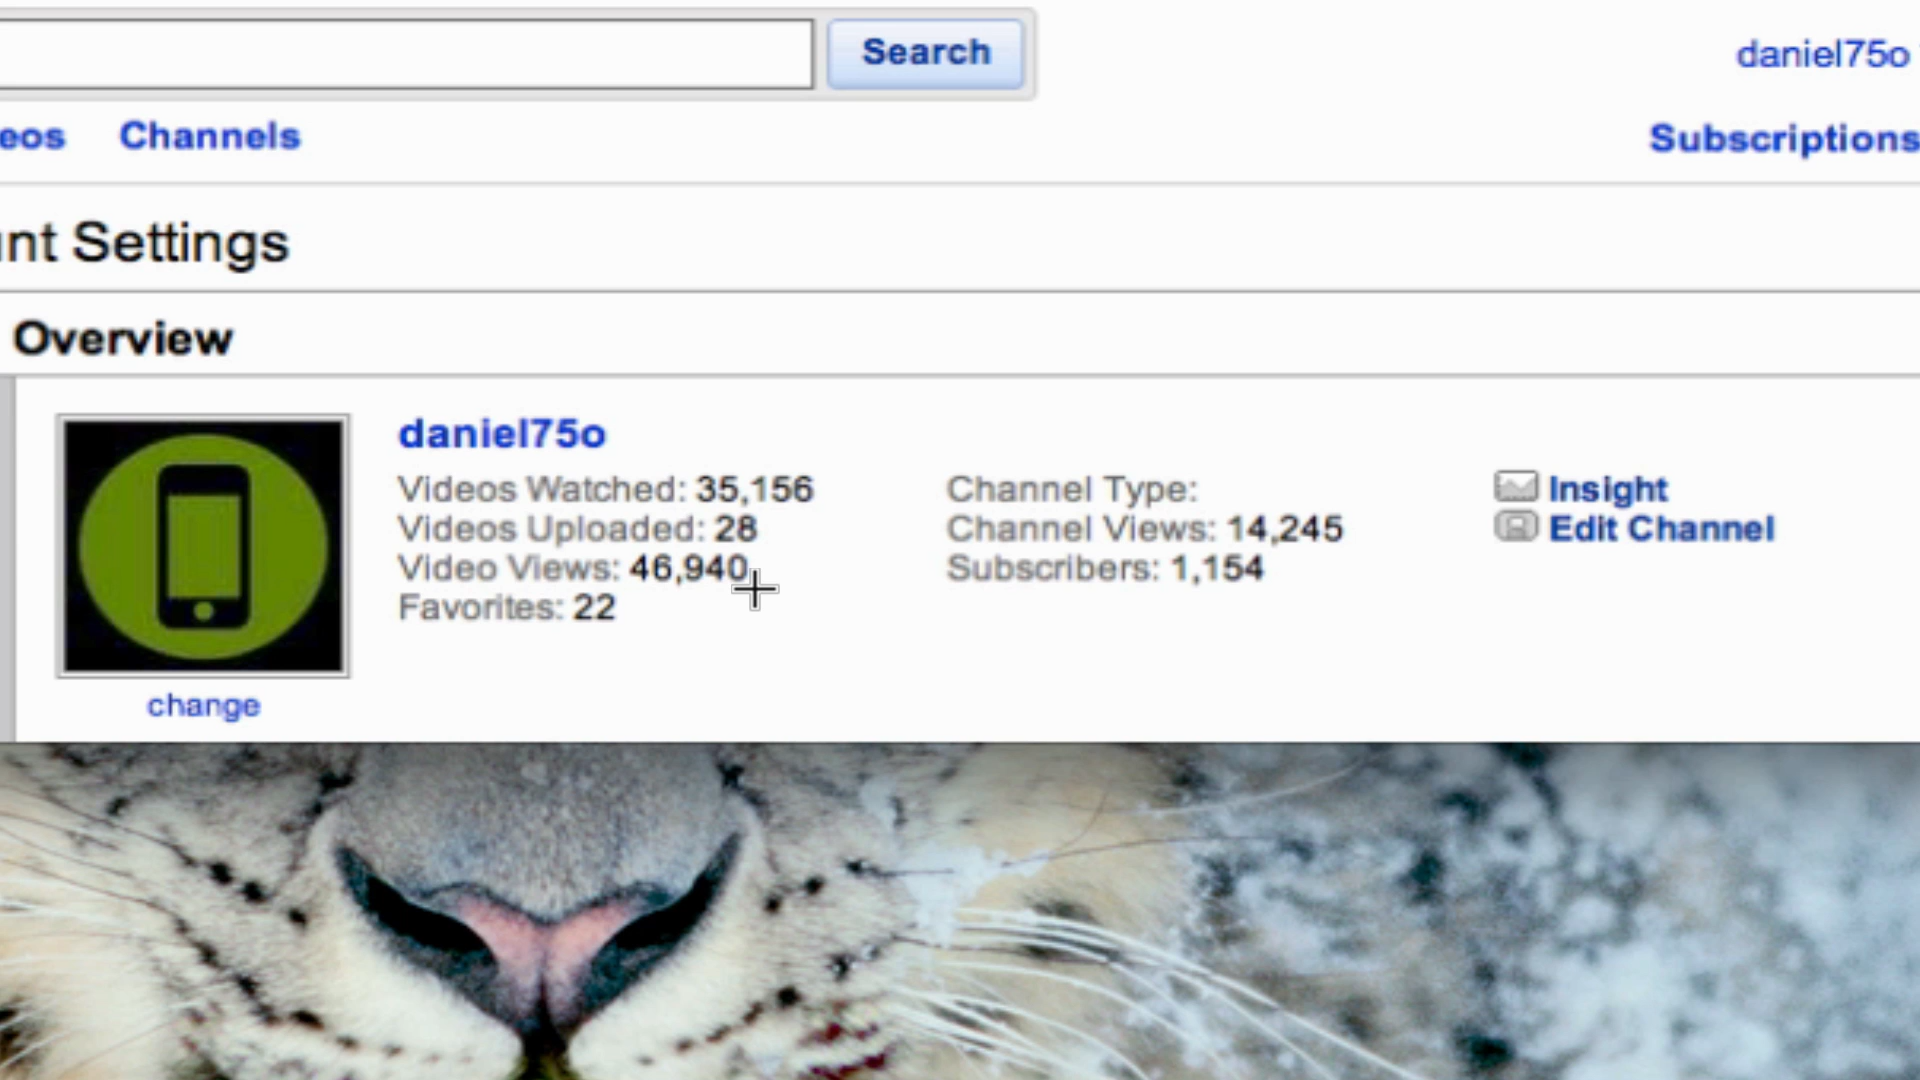 Search
daniel75o
eos Channels
Subscriptions
nt Settings
Overview
daniel75o
Videos Watched: 35,156
Videos Uploaded: 28
Video Views: 46,940
Favorites: 22
Channel Type:
Channel Views: 14,245
Subscribers: 1,154
Insight
Edit Channel
change